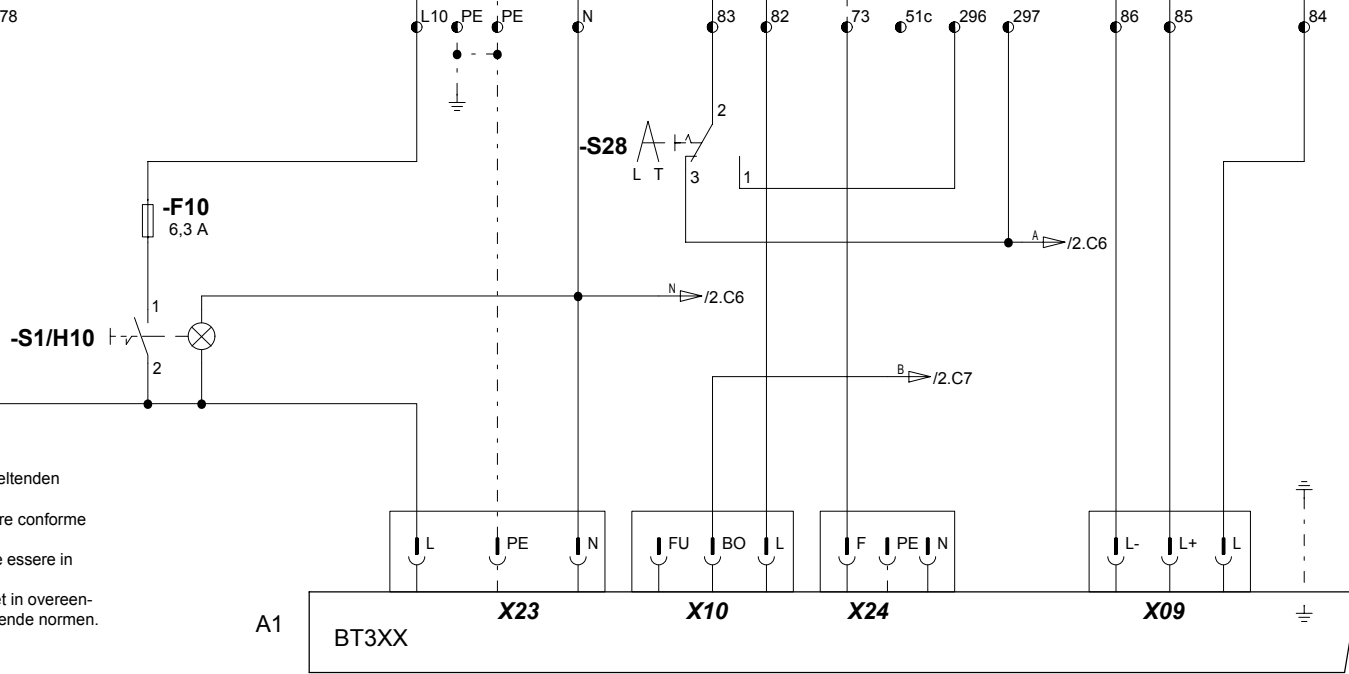 78
L10 PE PE N 83 82 73 51c 296 297 86 85 84
2
-S28
L T 3 1
-F10
6,3 A
A /2.C6
N /2.C6
1
-S1/H10
2
B /2.C7
eltenden
re conforme
e essere in
et in overeen-
ende normen.
L PE N FU BO L F PE N L- L+ L
X23 X10 X24 X09
A1
BT3XX